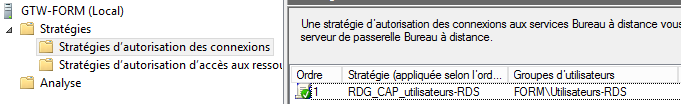 GTW-FORM (Local)
Stratégies
Stratégies d'autorisation des connexions
Stratégies d'autorisation d'accès aux ressou
Analyse
Une stratégie d'autorisation des connexions aux services Bureau à distance vous
serveur de passerelle Bureau à distance.
Ordre Stratégie (appliquée selon l'ord... Groupes d'utilisateurs
1 RDG_CAP_utilisateurs-RDS FORM\Utilisateurs-RDS